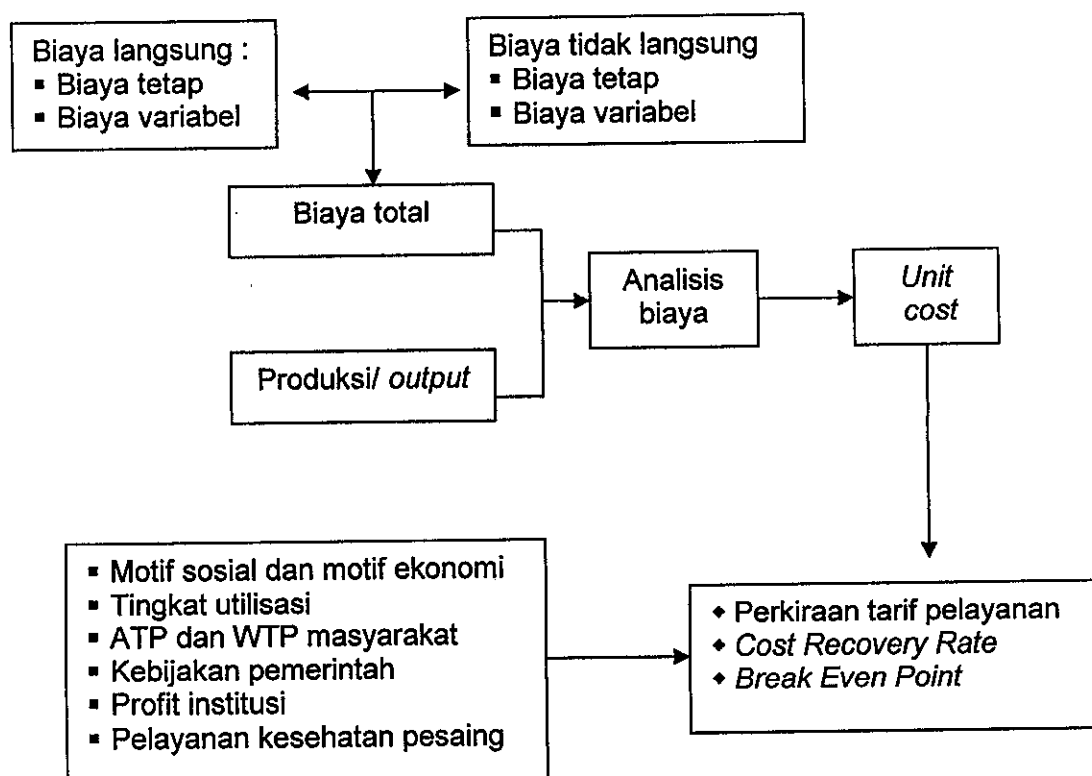 Biaya langsung :
▪ Biaya tetap
▪ Biaya variabel
Biaya tidak langsung
▪ Biaya tetap
▪ Biaya variabel
Biaya total
Produksi/ output
Analisis
biaya
Unit
cost
▪ Motif sosial dan motif ekonomi
▪ Tingkat utilisasi
▪ ATP dan WTP masyarakat
▪ Kebijakan pemerintah
▪ Profit institusi
▪ Pelayanan kesehatan pesaing
◆ Perkiraan tarif pelayanan
◆ Cost Recovery Rate
◆ Break Even Point